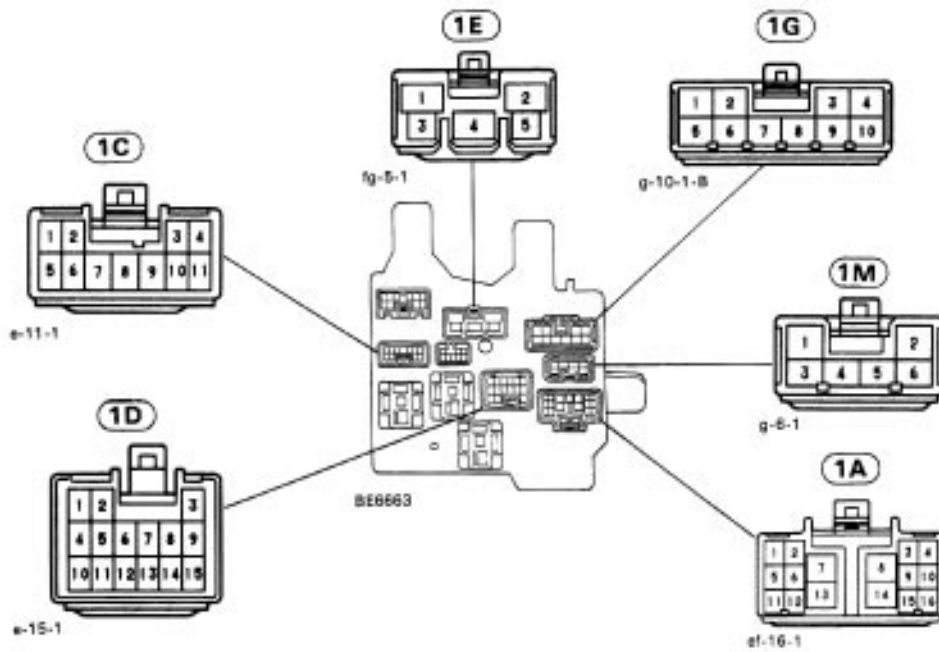 1E
1 2
3 4 5
fg-5-1
1G
1 2 3 4
5 6 7 8 9 10
g-10-1-B
1C
1 2 3 4
5 6 7 8 9 10 11
e-11-1
1M
1 2
3 4 5 6
g-6-1
1D
1 2 3
4 5 6 7 8 9
10 11 12 13 14 15
e-15-1
BE6663
1A
1 2 3 4
5 6 7 8 9 10
11 12 13 14 15 16
ef-16-1